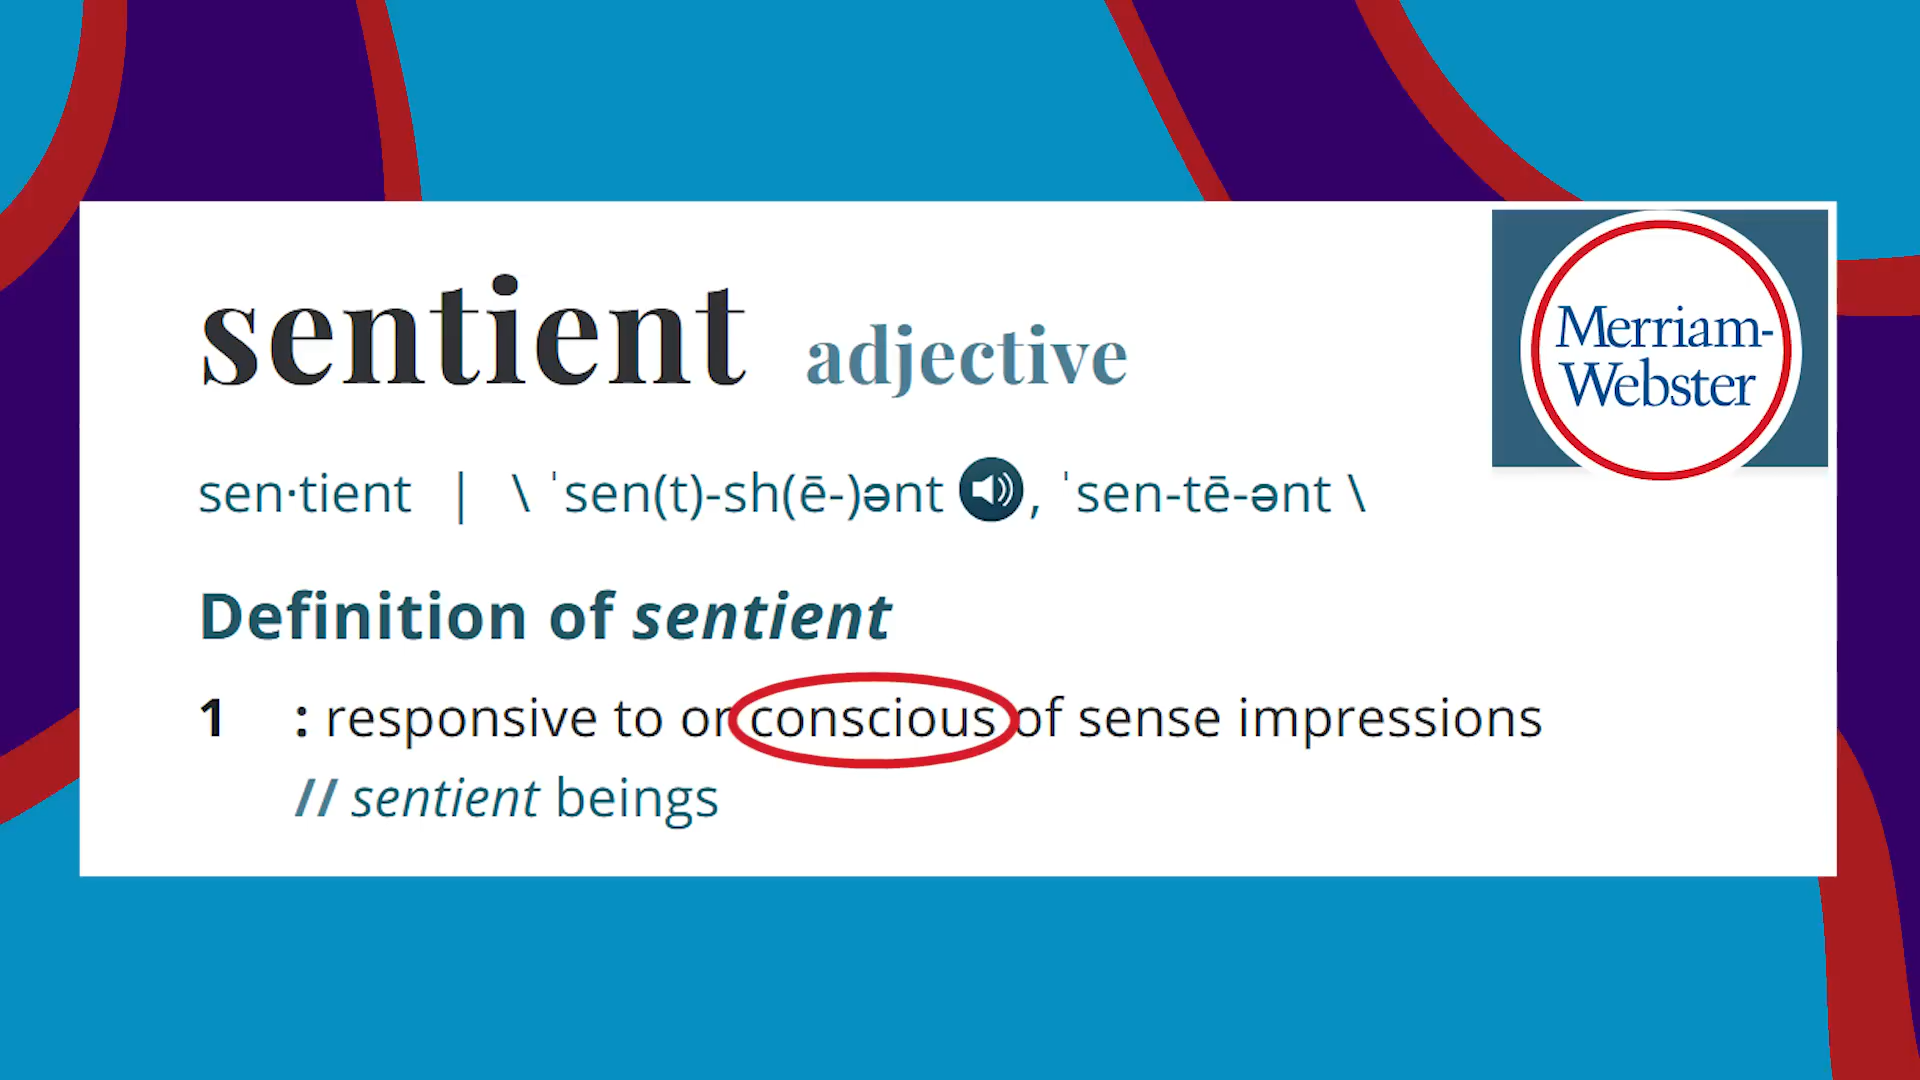 sentient adjective
Merriam-
Webster
sen·tient | \ ˈsen(t)-sh(ē-)ənt , ˈsen-tē-ənt \
Definition of sentient
1 : responsive to or conscious of sense impressions
// sentient beings